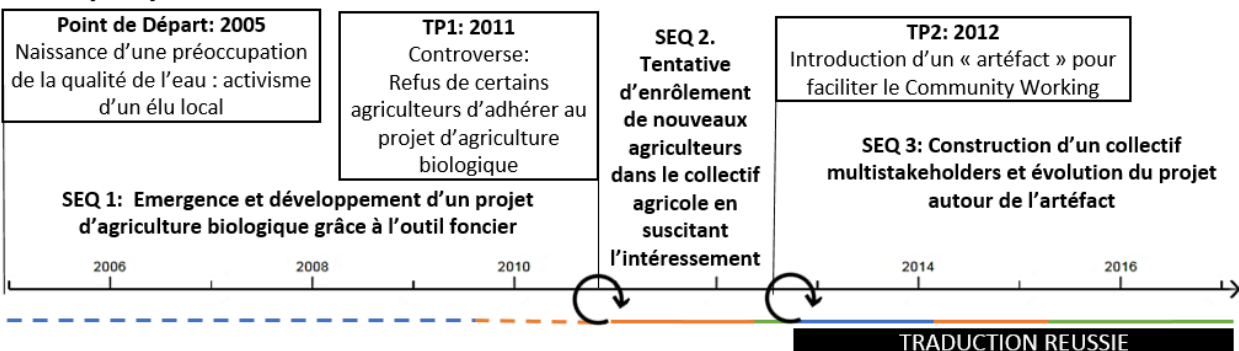 Point de Départ: 2005
Naissance d’une préoccupation
de la qualité de l’eau : activisme
d’un élu local
TP1: 2011
Controverse:
Refus de certains
agriculteurs d’adhérer au
projet d’agriculture
biologique
SEQ 2.
Tentative
d’enrôlement
de nouveaux
agriculteurs
dans le collectif
agricole en
suscitant
l’intéressement
TP2: 2012
Introduction d’un « artéfact » pour
faciliter le Community Working
SEQ 1:  Emergence et développement d’un projet
d’agriculture biologique grâce à l’outil foncier
SEQ 3: Construction d’un collectif
multistakeholders et évolution du projet
autour de l’artéfact
2006
2008
2010
2014
2016
TRADUCTION REUSSIE